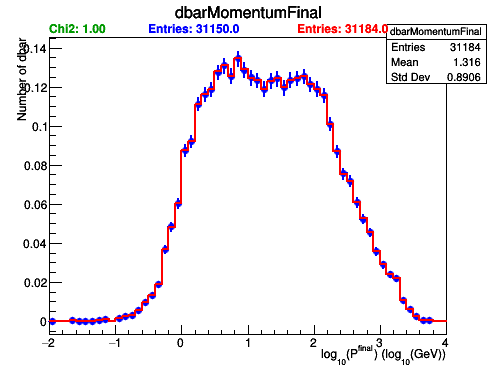 dbarMomentumFinal
Chi2: 1.00 Entries: 31150.0 Entries: 31184.0
dbarMomentumFinal
Entries 31184
Mean 1.316
Std Dev 0.8906
Number of dbar
0.14
0.12
0.1
0.08
0.06
0.04
0.02
0
−2 −1 0 1 2 3 4
log10(P^final) (log10(GeV))